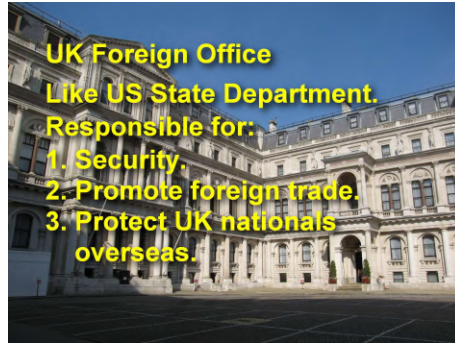 UK Foreign Office
Like US State Department.
Responsible for:
1. Security.
2. Promote foreign trade.
3. Protect UK nationals
overseas.